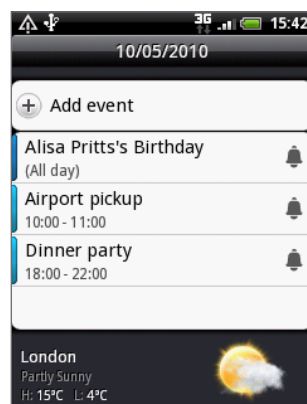 3G 15:42
10/05/2010
Add event
Alisa Pritts's Birthday
(All day)
Airport pickup
10:00 - 11:00
Dinner party
18:00 - 22:00
London
Partly Sunny
H: 15°C L: 4°C